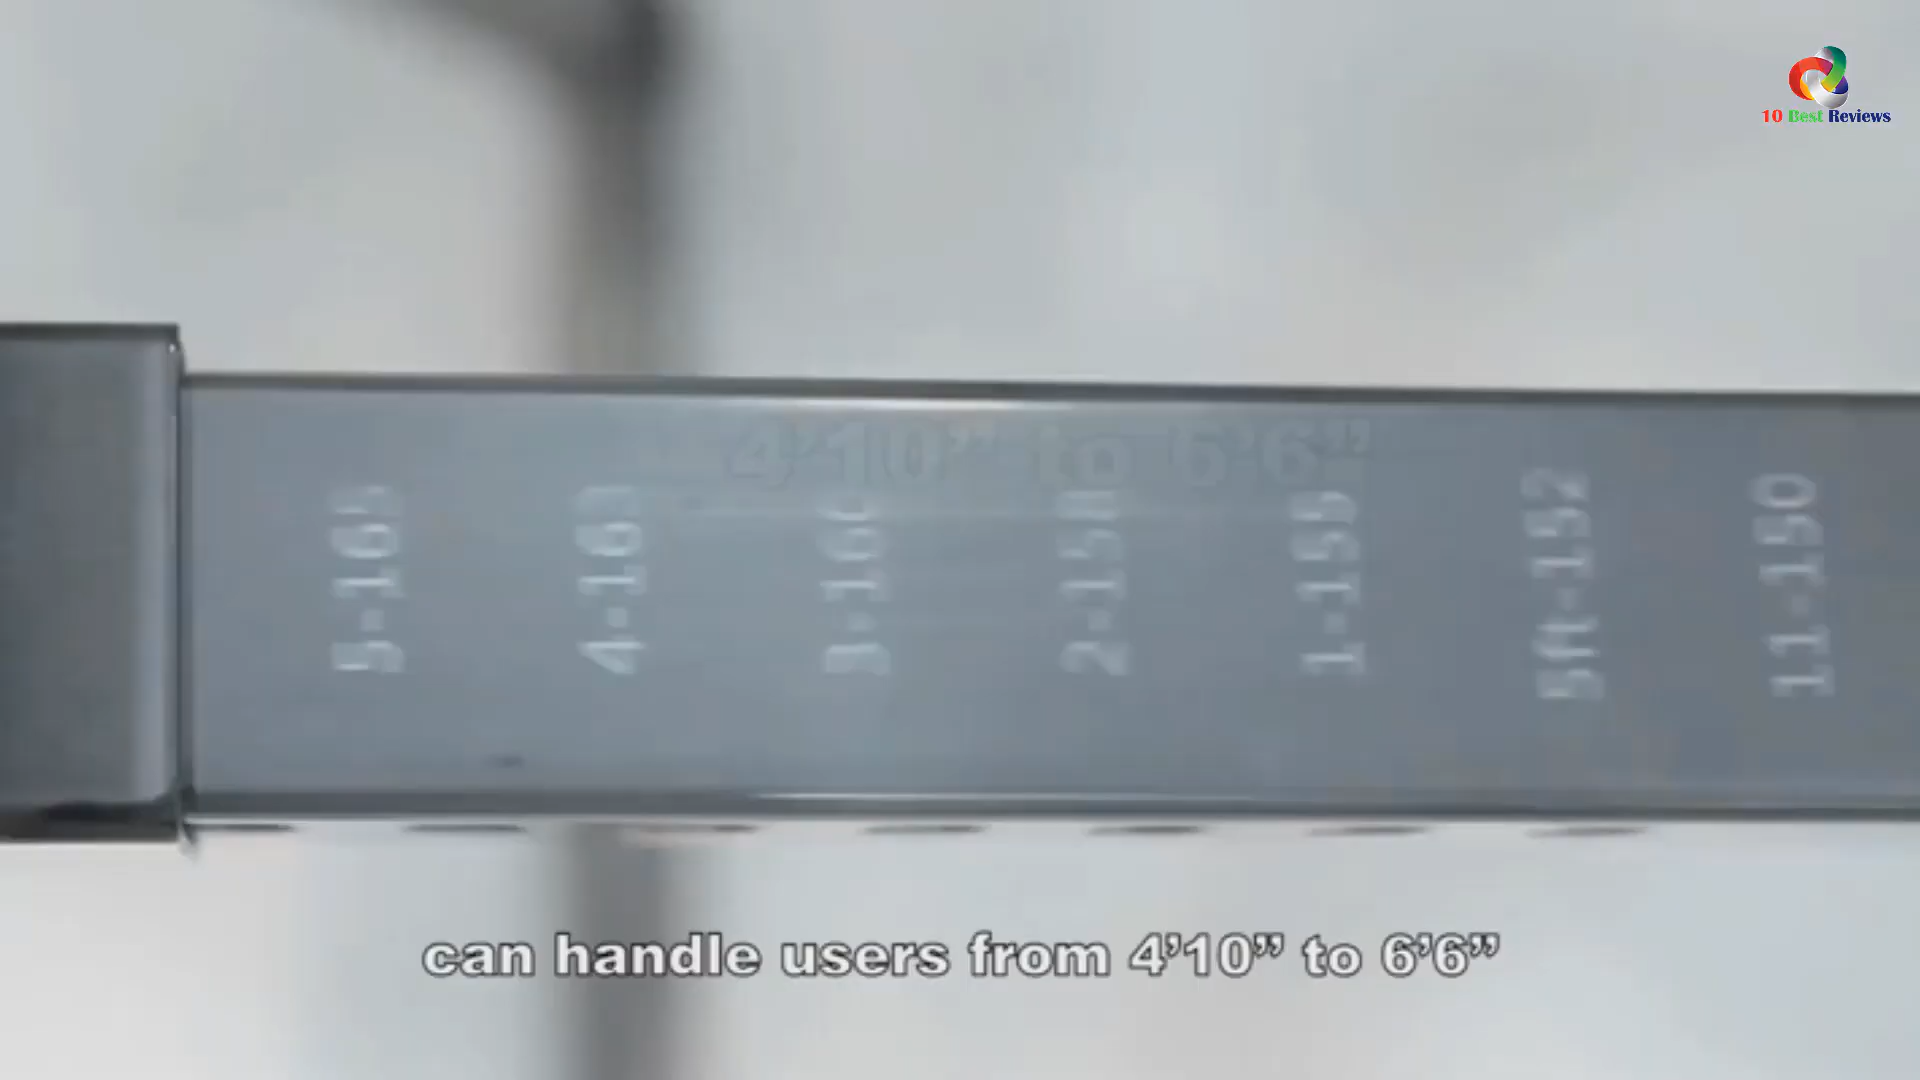 10 Best Reviews
4’10” to 6’6”
5-165
4-163
3-160
2-158
1-155
5ft-152
11-150
can handle users from 4’10” to 6’6”